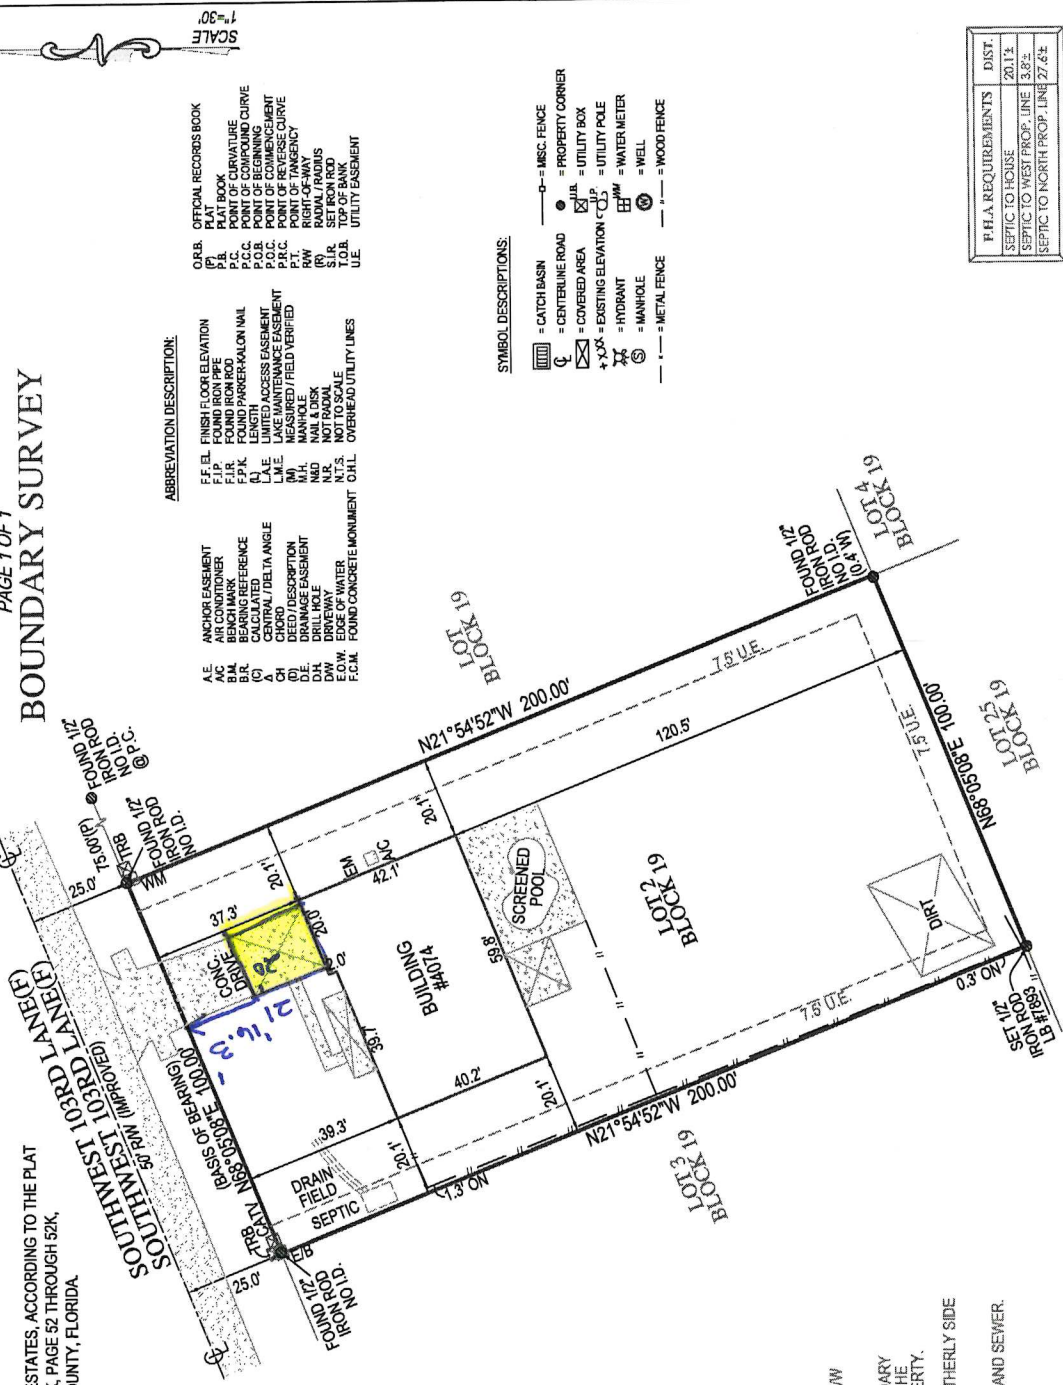 PAGE 1 OF 1
BOUNDARY SURVEY
SCALE
1"=30'
ESTATES, ACCORDING TO THE PLAT
, PAGE 52 THROUGH 52K,
UNTY, FLORIDA.
ABBREVIATION DESCRIPTION:
A.E. ANCHOR EASEMENT
A/C AIR CONDITIONER
B.M. BENCH MARK
B.R. BEARING REFERENCE
(C) CALCULATED
Δ CENTRAL / DELTA ANGLE
CH CHORD
(D) DEED / DESCRIPTION
D.E. DRAINAGE EASEMENT
D.H. DRILL HOLE
D/W DRIVEWAY
E.O.W. EDGE OF WATER
F.C.M. FOUND CONCRETE MONUMENT
F.F. EL. FINISH FLOOR ELEVATION
F.I.P. FOUND IRON PIPE
F.I.R. FOUND IRON ROD
F.P.K. FOUND PARKER-KALON NAIL
(L) LENGTH
L.A.E. LIMITED ACCESS EASEMENT
L.M.E. LAKE MAINTENANCE EASEMENT
(M) MEASURED / FIELD VERIFIED
M.H. MANHOLE
N&D NAIL & DISK
N.R. NOT RADIAL
N.T.S. NOT TO SCALE
O.H.L. OVERHEAD UTILITY LINES
O.R.B. OFFICIAL RECORDS BOOK
(P) PLAT
P.B. PLAT BOOK
P.C. POINT OF CURVATURE
P.C.C. POINT OF COMPOUND CURVE
P.O.B. POINT OF BEGINNING
P.O.C. POINT OF COMMENCEMENT
P.R.C. POINT OF REVERSE CURVE
P.T. POINT OF TANGENCY
R/W RIGHT-OF-WAY
(R) RADIAL / RADIUS
S.I.R. SET IRON ROD
T.O.B. TOP OF BANK
U.E. UTILITY EASEMENT
SYMBOL DESCRIPTIONS:
= CATCH BASIN
= CENTERLINE ROAD
= COVERED AREA
+X.XX = EXISTING ELEVATION
= HYDRANT
Ⓢ = MANHOLE
= METAL FENCE
= MISC. FENCE
= PROPERTY CORNER
U.B. = UTILITY BOX
U.P. = UTILITY POLE
WM = WATER METER
Ⓦ = WELL
= WOOD FENCE
F.H.A REQUIREMENTS DIST.
SEPTIC TO HOUSE 20.1'±
SEPTIC TO WEST PROP. LINE 3.8'±
SEPTIC TO NORTH PROP. LINE 27.6'±
SOUTHWEST 103RD LANE(F)
SOUTHWEST 103RD LANE(F)
50' R/W (IMPROVED)
(BASIS OF BEARING)
N68°05'08"E 100.00'
25.0'
25.0'
75.00'(P)
FOUND 1/2"
IRON ROD
NO I.D.
@ P.C.
TRB
WM
FOUND 1/2"
IRON ROD
NO I.D.
CONC
DRIVE
37.3'
20.1'
20.0'
2.0'
20
21
'16.3
EM
A/C
42.1'
N21°54'52"W 200.00'
LOT 1
BLOCK 19
20.1'
7.5' U.E.
120.5'
BUILDING
#4074
39.7'
59.8'
SCREENED
POOL
40.2'
39.3'
20.1'
20.1'
DRAIN
FIELD
SEPTIC
TRB
CATV
E/B
FOUND 1/2"
IRON ROD
NO I.D.
1.3' ON
N21°54'52"W 200.00'
LOT 3
BLOCK 19
LOT 2
BLOCK 19
7.5' U.E.
DIRT
0.3' ON
SET 1/2"
IRON ROD
LB #7893
7.5' U.E.
N68°05'08"E 100.00'
LOT 25
BLOCK 19
FOUND 1/2"
IRON ROD
NO I.D.
(0.4' W)
LOT 4
BLOCK 19
W
ARY
HE
ERTY.
THERLY SIDE
AND SEWER.